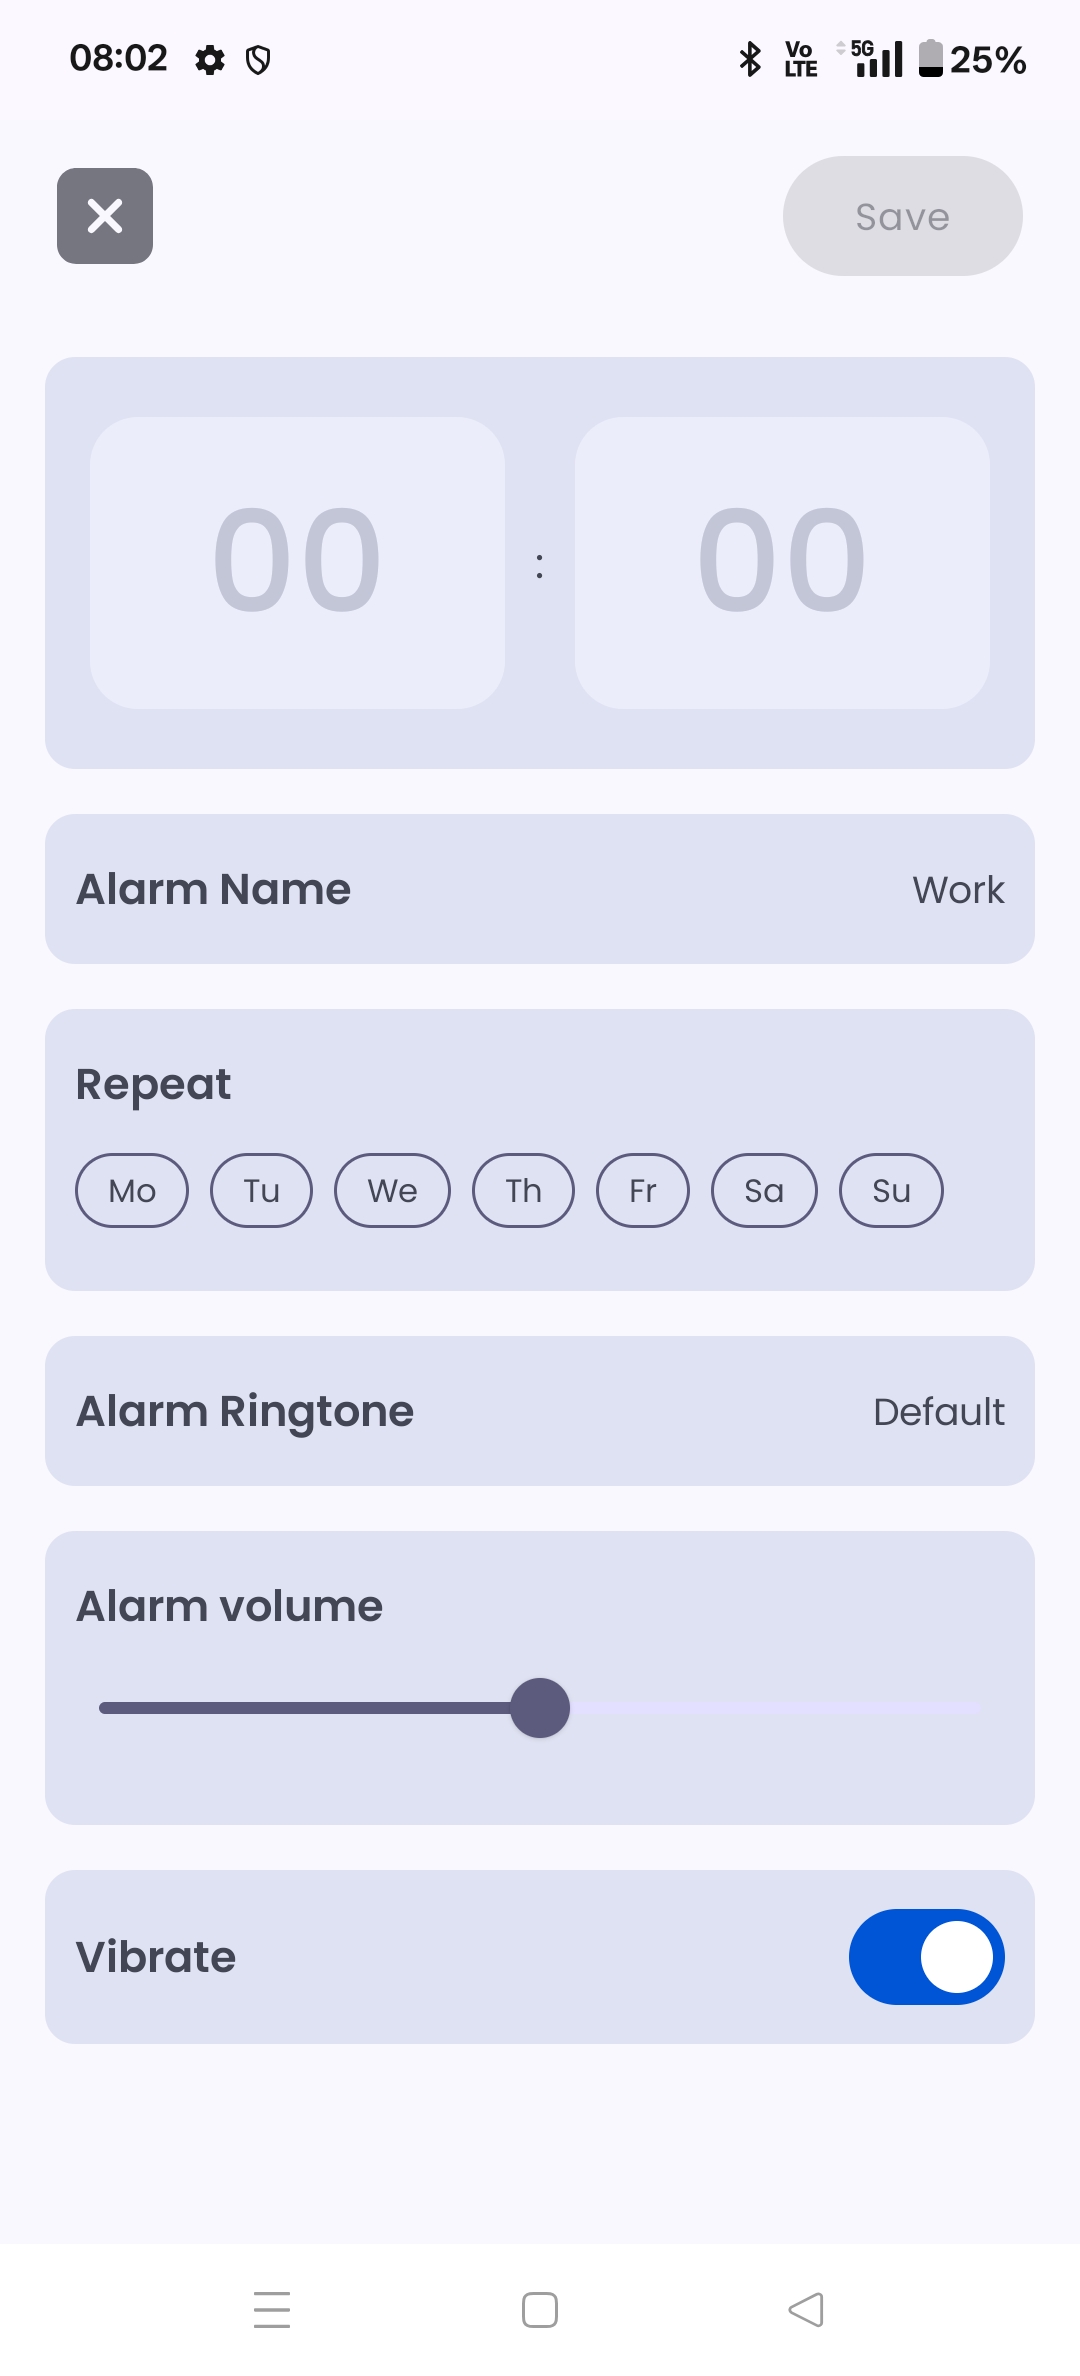 08:02 Vo LTE 5G 25%
Save
00 : 00
Alarm Name Work
Repeat
Mo Tu We Th Fr Sa Su
Alarm Ringtone Default
Alarm volume
Vibrate